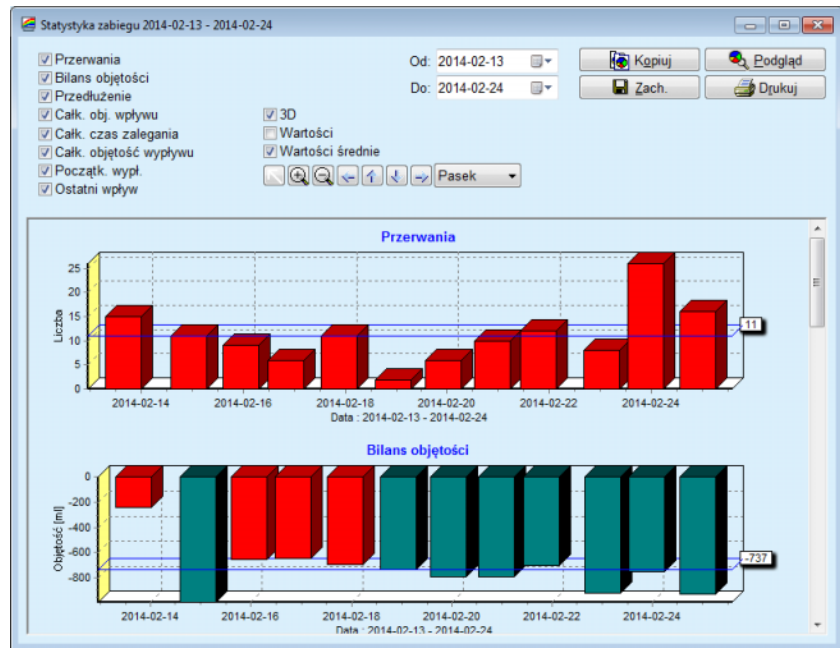 Statystyka zabiegu 2014-02-13 - 2014-02-24
Przerwania
Bilans objętości
Przedłużenie
Całk. obj. wpływu
Całk. czas zalegania
Całk. objętość wypływu
Początk. wypł.
Ostatni wpływ
3D
Wartości
Wartości średnie
Pasek
Od: 2014-02-13
Do: 2014-02-24
Kopiuj
Podgląd
Zach.
Drukuj
Przerwania
Liczba
25
20
15
10
5
0
11
2014-02-14 2014-02-16 2014-02-18 2014-02-20 2014-02-22 2014-02-24
Data : 2014-02-13 - 2014-02-24
Bilans objętości
Objętość [ml]
0
-200
-400
-600
-800
-737
2014-02-14 2014-02-16 2014-02-18 2014-02-20 2014-02-22 2014-02-24
Data : 2014-02-13 - 2014-02-24